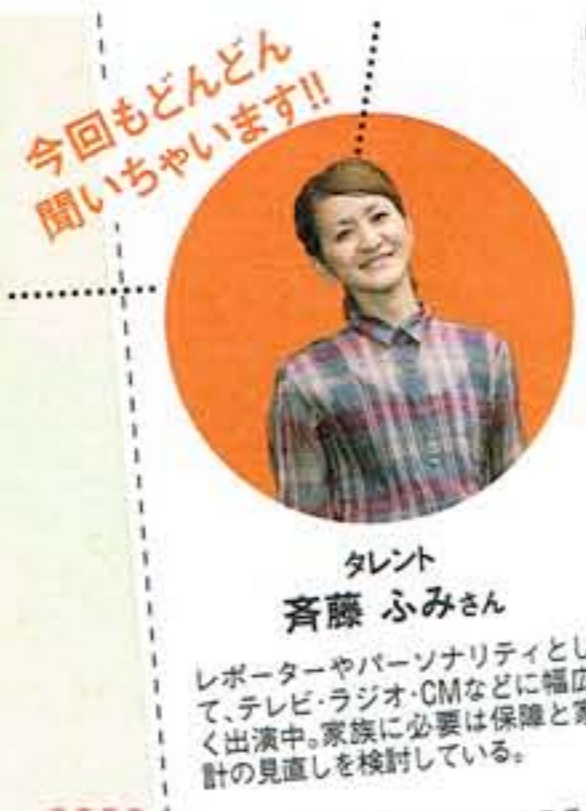 今回もどんどん
聞いちゃいます!!
タレント
斉藤 ふみさん
レポーターやパーソナリティとし
て、テレビ・ラジオ・CMなどに幅広
く出演中。家族に必要は保障と家
計の見直しを検討している。